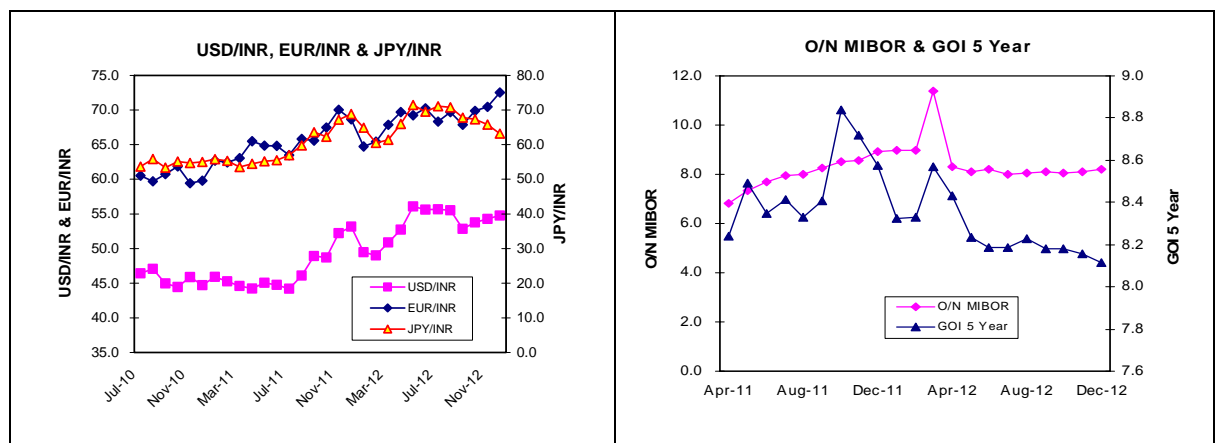 USD/INR, EUR/INR & JPY/INR
USD/INR & EUR/INR
75.0
70.0
65.0
60.0
55.0
50.0
45.0
40.0
35.0
80.0
70.0
60.0
50.0
40.0
30.0
20.0
10.0
0.0
JPY/INR
USD/INR
EUR/INR
JPY/INR
Jul-10
Nov-10
Mar-11
Jul-11
Nov-11
Mar-12
Jul-12
Nov-12
O/N MIBOR & GOI 5 Year
O/N MIBOR
12.0
10.0
8.0
6.0
4.0
2.0
0.0
9.0
8.8
8.6
8.4
8.2
8.0
7.8
7.6
GOI 5 Year
O/N MIBOR
GOI 5 Year
Apr-11
Aug-11
Dec-11
Apr-12
Aug-12
Dec-12